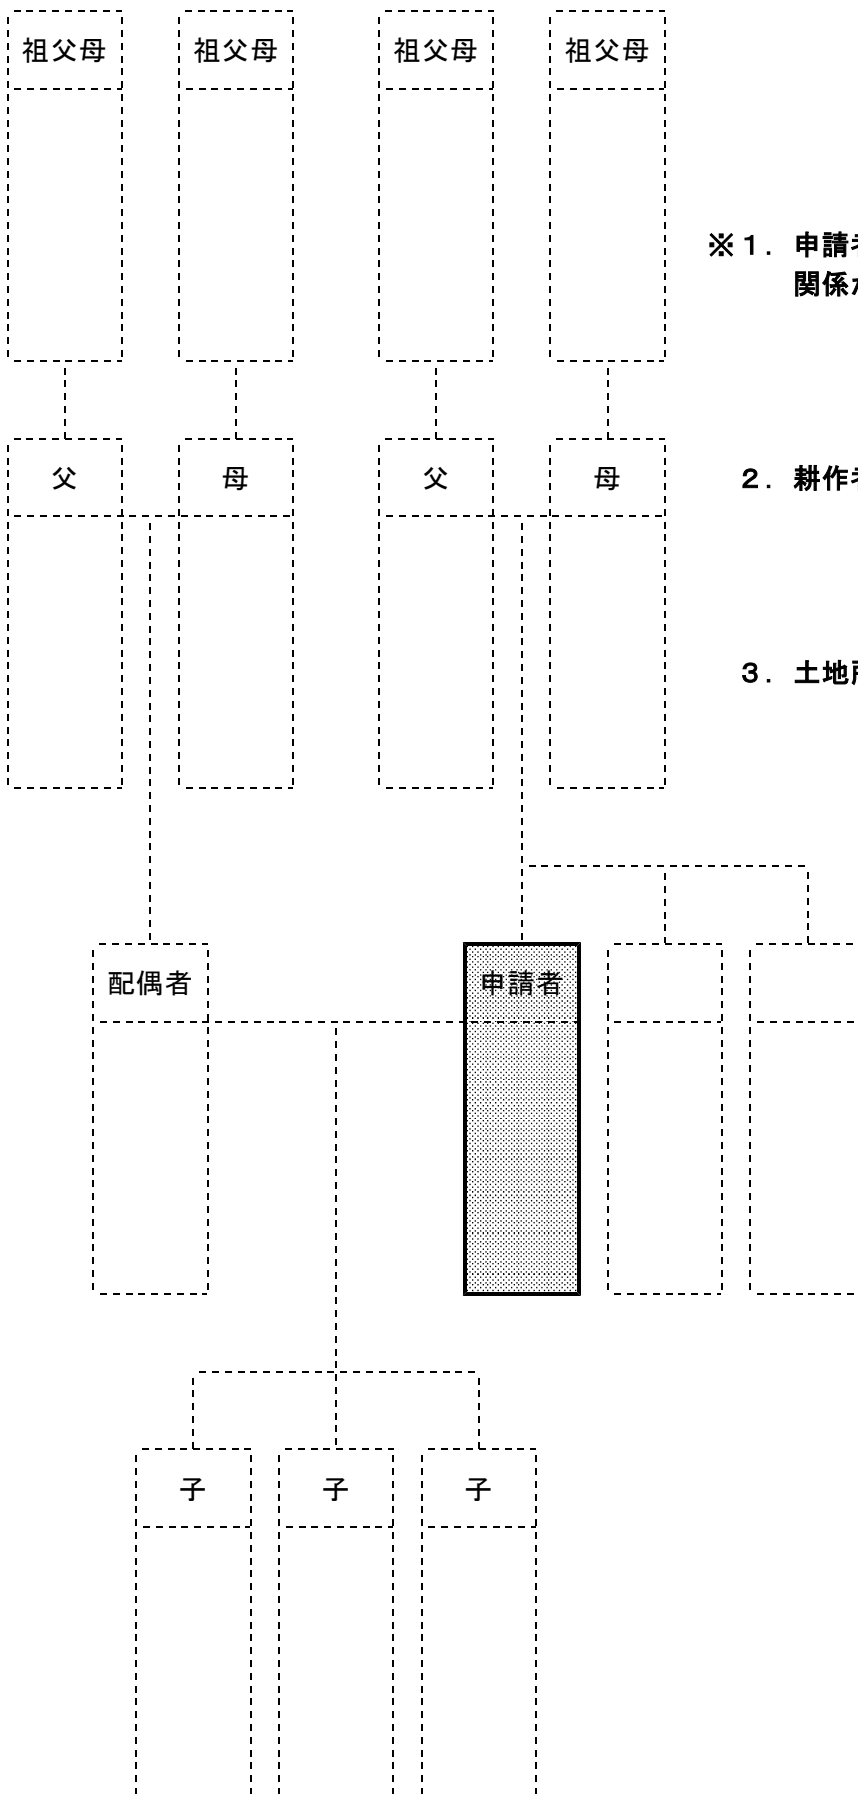 祖父母 祖父母 祖父母 祖父母
※１．申請
関係
父 母 父 母
２．耕作
３．土地
配偶者 申請者
子 子 子